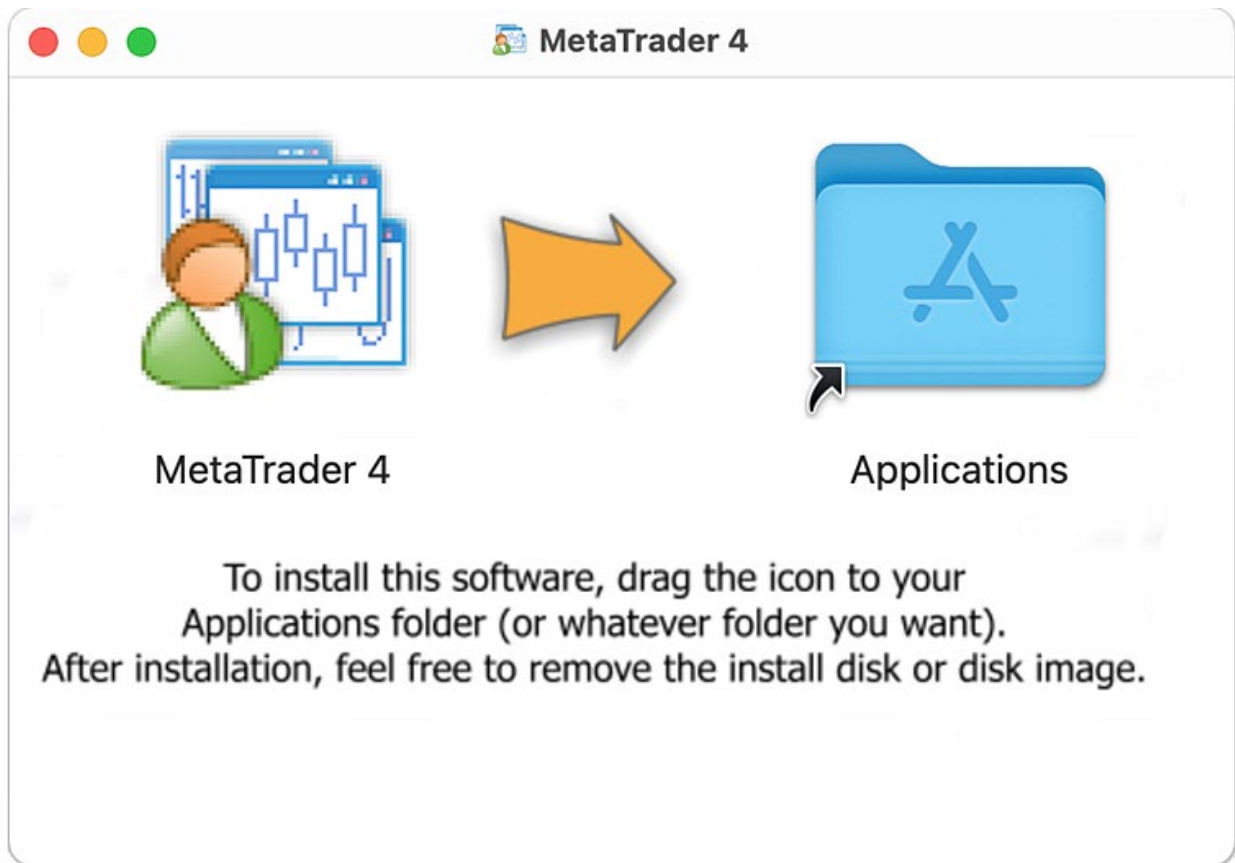 MetaTrader 4
MetaTrader 4
Applications
To install this software, drag the icon to your
Applications folder (or whatever folder you want).
After installation, feel free to remove the install disk or disk image.